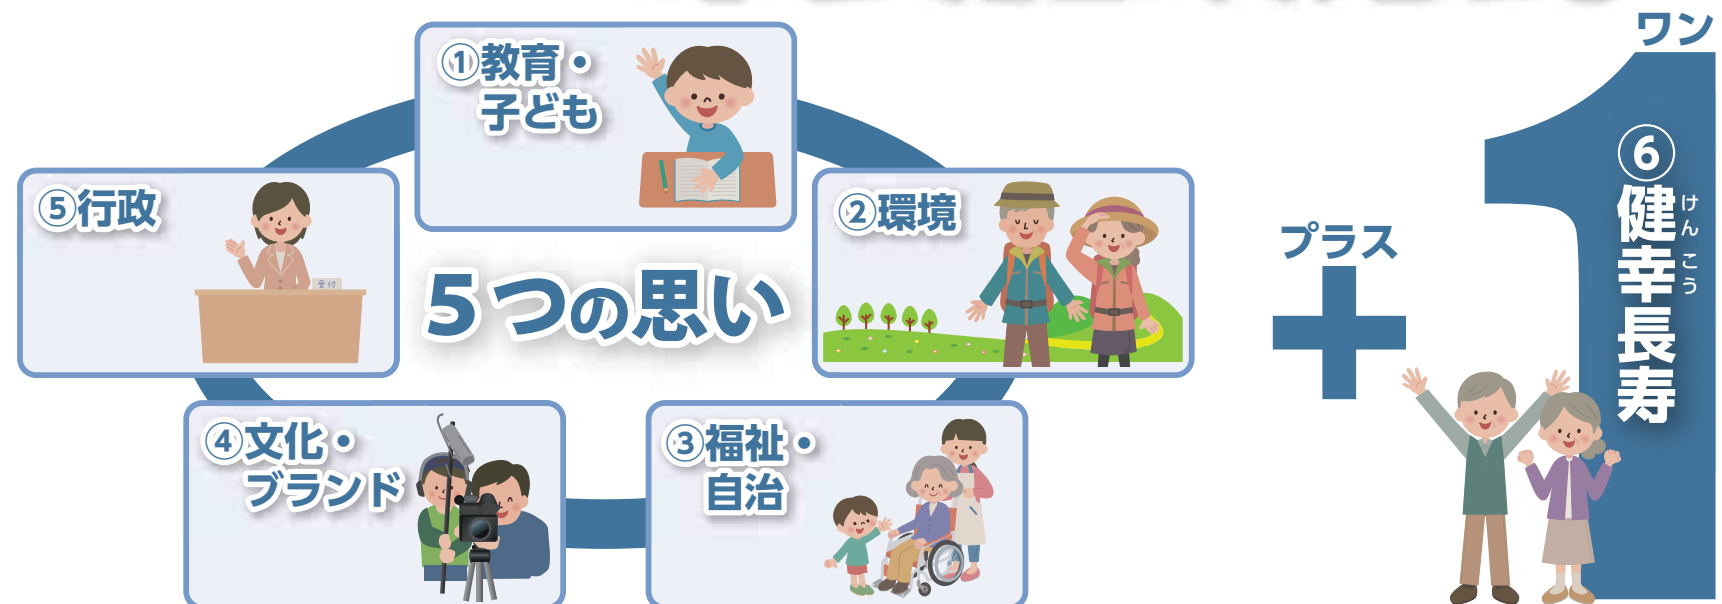 ①教育・
子ども
②環境
③福祉・
自治
④文化・
ブランド
⑤行政
受付
5つの思い
プラス
+
ワン
1
⑥健幸長寿
けんこう